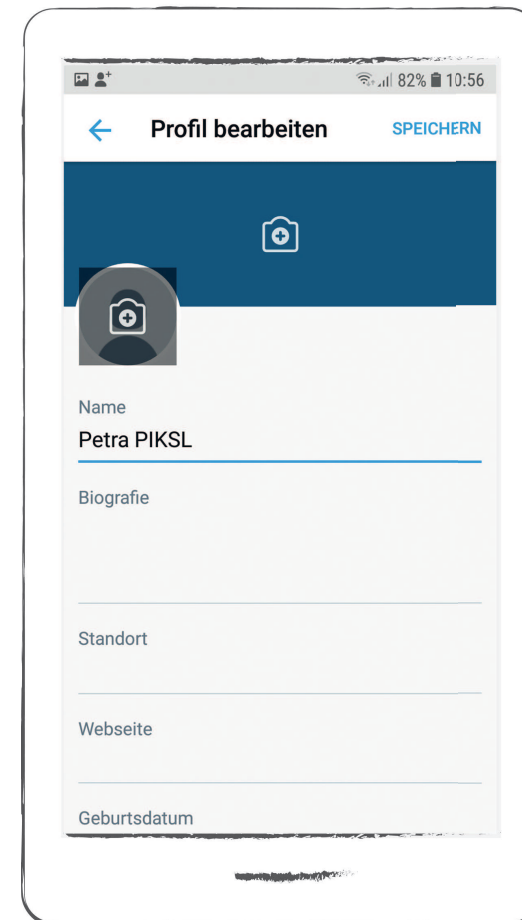 82% 10:56
Profil bearbeiten SPEICHERN
Name
Petra PIKSL
Biografie
Standort
Webseite
Geburtsdatum